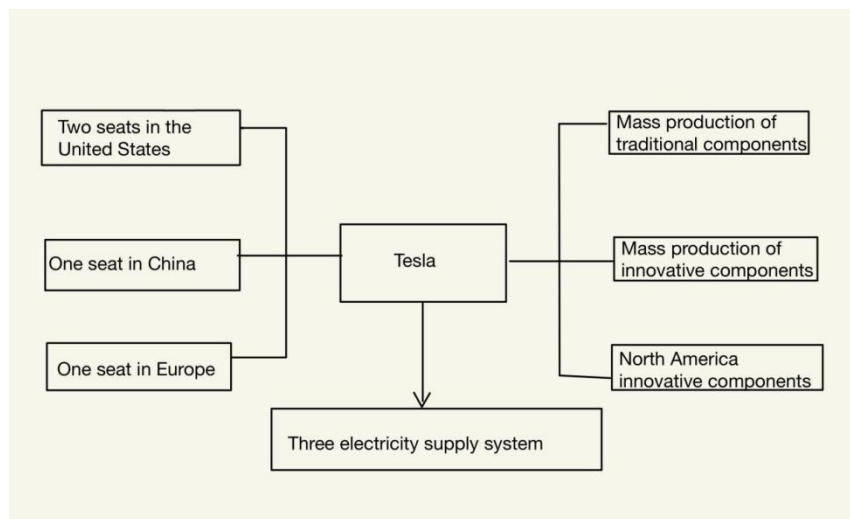 Two seats in the
United States
One seat in China
One seat in Europe
Tesla
Mass production of
traditional components
Mass production of
innovative components
North America
innovative components
Three electricity supply system